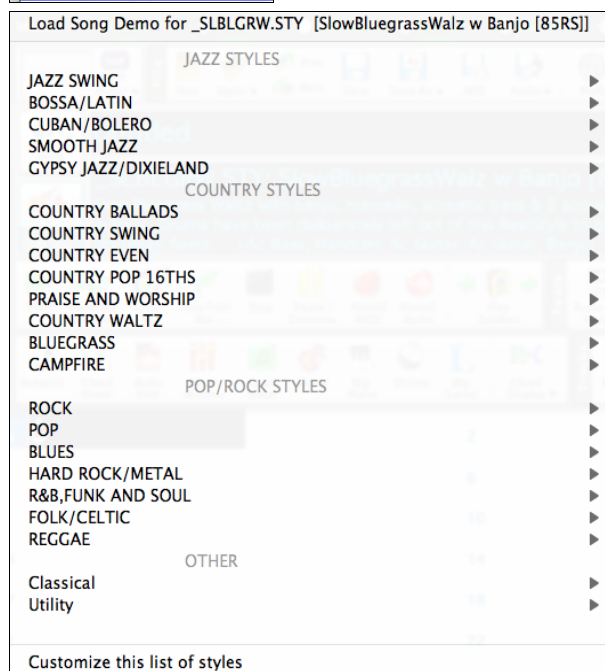 Load Song Demo for _SLBLGRW.STY [SlowBluegrassWalz w Banjo [85RS]]
JAZZ STYLES
JAZZ SWING
BOSSA/LATIN
CUBAN/BOLERO
SMOOTH JAZZ
GYPSY JAZZ/DIXIELAND
COUNTRY STYLES
COUNTRY BALLADS
COUNTRY SWING
COUNTRY EVEN
COUNTRY POP 16THS
PRAISE AND WORSHIP
COUNTRY WALTZ
BLUEGRASS
CAMPFIRE
POP/ROCK STYLES
ROCK
POP
BLUES
HARD ROCK/METAL
R&B,FUNK AND SOUL
FOLK/CELTIC
REGGAE
OTHER
Classical
Utility
Customize this list of styles